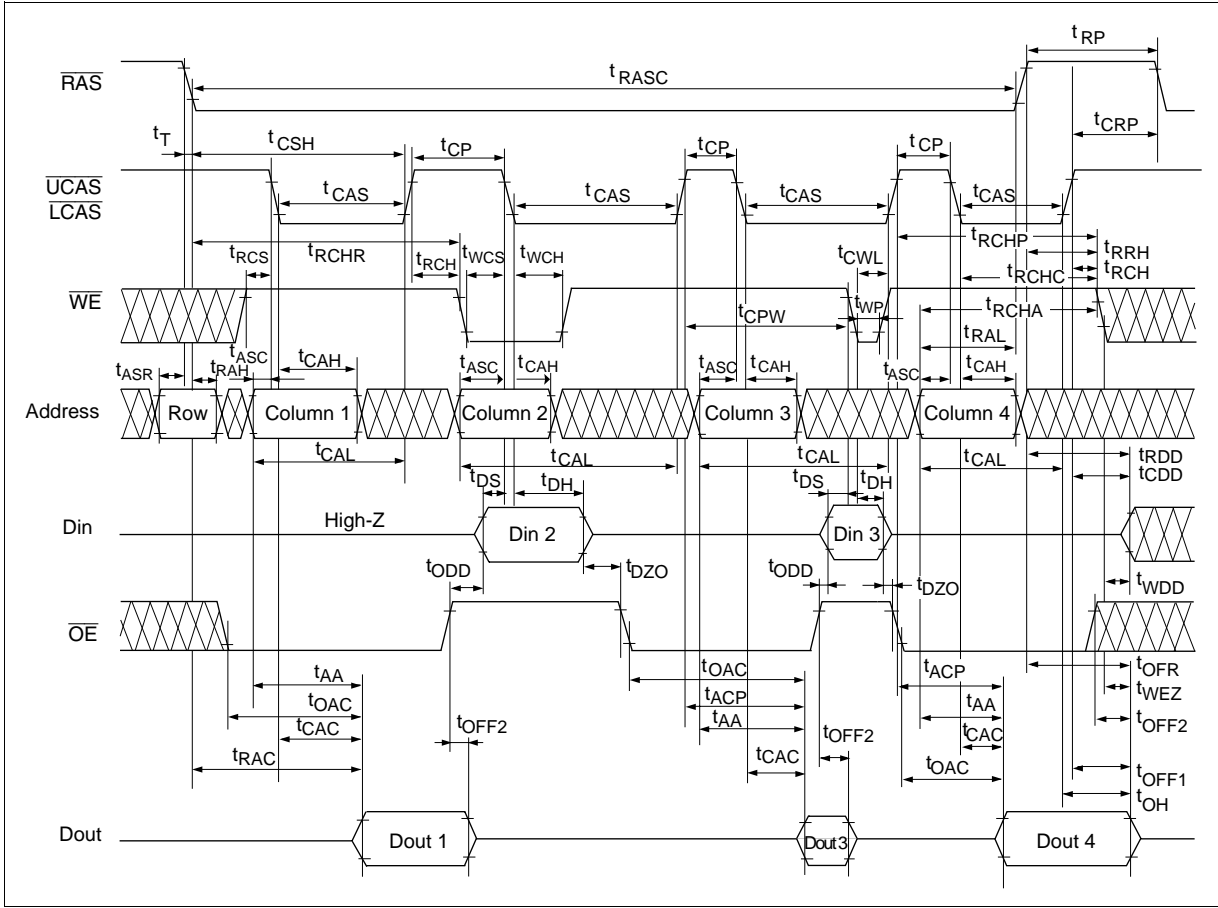 tRP
RAS
tRASC
tT
tCSH
tCP
tCP
tCP
tCRP
UCAS
LCAS
tCAS
tCAS
tCAS
tCAS
tRCS
tRCHR
tRCH
tWCS
tWCH
tCWL
tRCHP
tRRH
tRCHC
tRCH
WE
tCPW
tWP
tRCHA
tRAL
tASR
tRAH
tASC
tCAH
tASC
tCAH
tASC
tCAH
tASC
tCAH
Address
Row
Column 1
Column 2
Column 3
Column 4
tCAL
tCAL
tCAL
tCAL
tRDD
tCDD
tDS
tDH
tDS
tDH
Din
High-Z
Din 2
Din 3
tODD
tDZO
tODD
tDZO
tWDD
OE
tAA
tOAC
tCAC
tRAC
tOFF2
tOAC
tACP
tAA
tCAC
tOFF2
tACP
tAA
tCAC
tOAC
tOFR
tWEZ
tOFF2
tOFF1
tOH
Dout
Dout 1
Dout 3
Dout 4